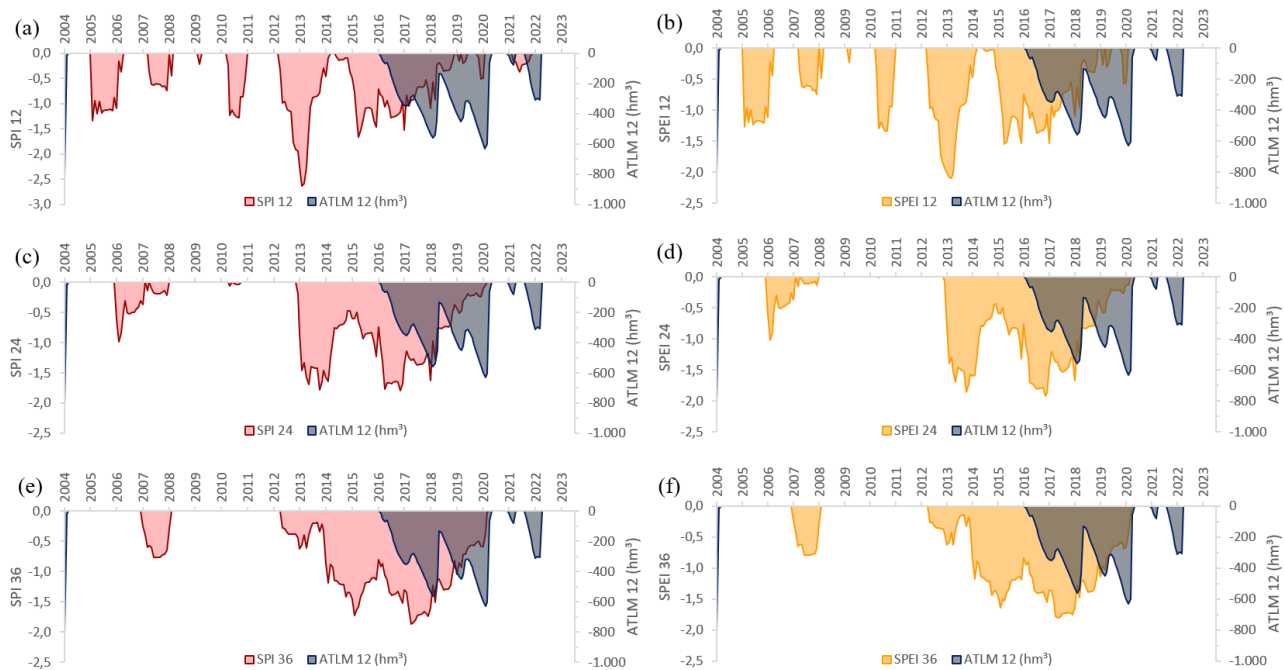 (a)
2004 2005 2006 2007 2008 2009 2010 2011 2012 2013 2014 2015 2016 2017 2018 2019 2020 2021 2022 2023
SPI 12
0,0 -0,5 -1,0 -1,5 -2,0 -2,5 -3,0
0 -200 -400 -600 -800 -1.000
ATLM 12 (hm³)
SPI 12 ATLM 12 (hm³)
(b)
2004 2005 2006 2007 2008 2009 2010 2011 2012 2013 2014 2015 2016 2017 2018 2019 2020 2021 2022 2023
SPEI 12
0,0 -0,5 -1,0 -1,5 -2,0 -2,5
0 -200 -400 -600 -800 -1.000
ATLM 12 (hm³)
SPEI 12 ATLM 12 (hm³)
(c)
2004 2005 2006 2007 2008 2009 2010 2011 2012 2013 2014 2015 2016 2017 2018 2019 2020 2021 2022 2023
SPI 24
0,0 -0,5 -1,0 -1,5 -2,0 -2,5
0 -200 -400 -600 -800 -1.000
ATLM 12 (hm³)
SPI 24 ATLM 12 (hm³)
(d)
2004 2005 2006 2007 2008 2009 2010 2011 2012 2013 2014 2015 2016 2017 2018 2019 2020 2021 2022 2023
SPEI 24
0,0 -0,5 -1,0 -1,5 -2,0 -2,5
0 -200 -400 -600 -800 -1.000
ATLM 12 (hm³)
SPEI 24 ATLM 12 (hm³)
(e)
2004 2005 2006 2007 2008 2009 2010 2011 2012 2013 2014 2015 2016 2017 2018 2019 2020 2021 2022 2023
SPI 36
0,0 -0,5 -1,0 -1,5 -2,0 -2,5
0 -200 -400 -600 -800 -1.000
ATLM 12 (hm³)
SPI 36 ATLM 12 (hm³)
(f)
2004 2005 2006 2007 2008 2009 2010 2011 2012 2013 2014 2015 2016 2017 2018 2019 2020 2021 2022 2023
SPEI 36
0,0 -0,5 -1,0 -1,5 -2,0 -2,5
0 -200 -400 -600 -800 -1.000
ATLM 12 (hm³)
SPEI 36 ATLM 12 (hm³)